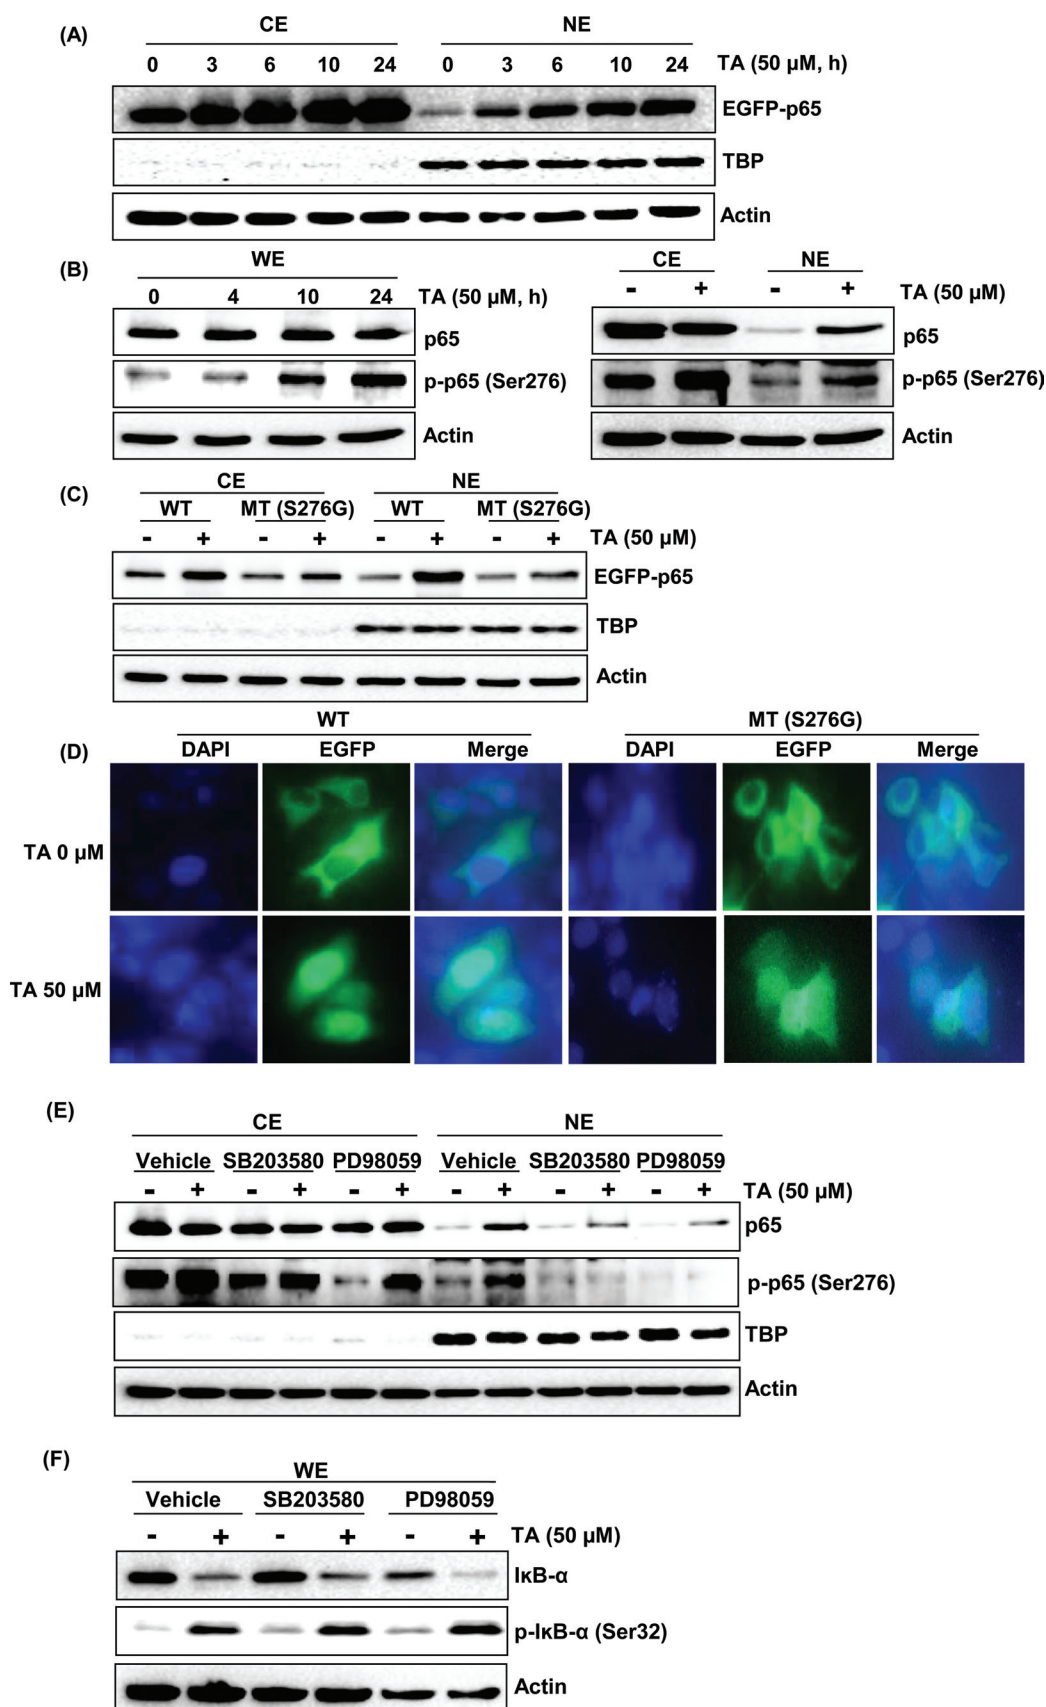 (A)
CE NE
0 3 6 10 24 0 3 6 10 24 TA (50 µM, h)
EGFP-p65
TBP
Actin
(B)
WE
0 4 10 24 TA (50 µM, h)
p65
p-p65 (Ser276)
Actin
CE NE
- + - + TA (50 µM)
p65
p-p65 (Ser276)
Actin
(C)
CE NE
WT MT (S276G) WT MT (S276G)
- + - + - + - + TA (50 µM)
EGFP-p65
TBP
Actin
(D)
WT MT (S276G)
DAPI EGFP Merge DAPI EGFP Merge
TA 0 µM
TA 50 µM
(E)
CE NE
Vehicle SB203580 PD98059 Vehicle SB203580 PD98059
- + - + - + - + - + - + TA (50 µM)
p65
p-p65 (Ser276)
TBP
Actin
(F)
WE
Vehicle SB203580 PD98059
- + - + - + TA (50 µM)
IκB-α
p-IκB-α (Ser32)
Actin